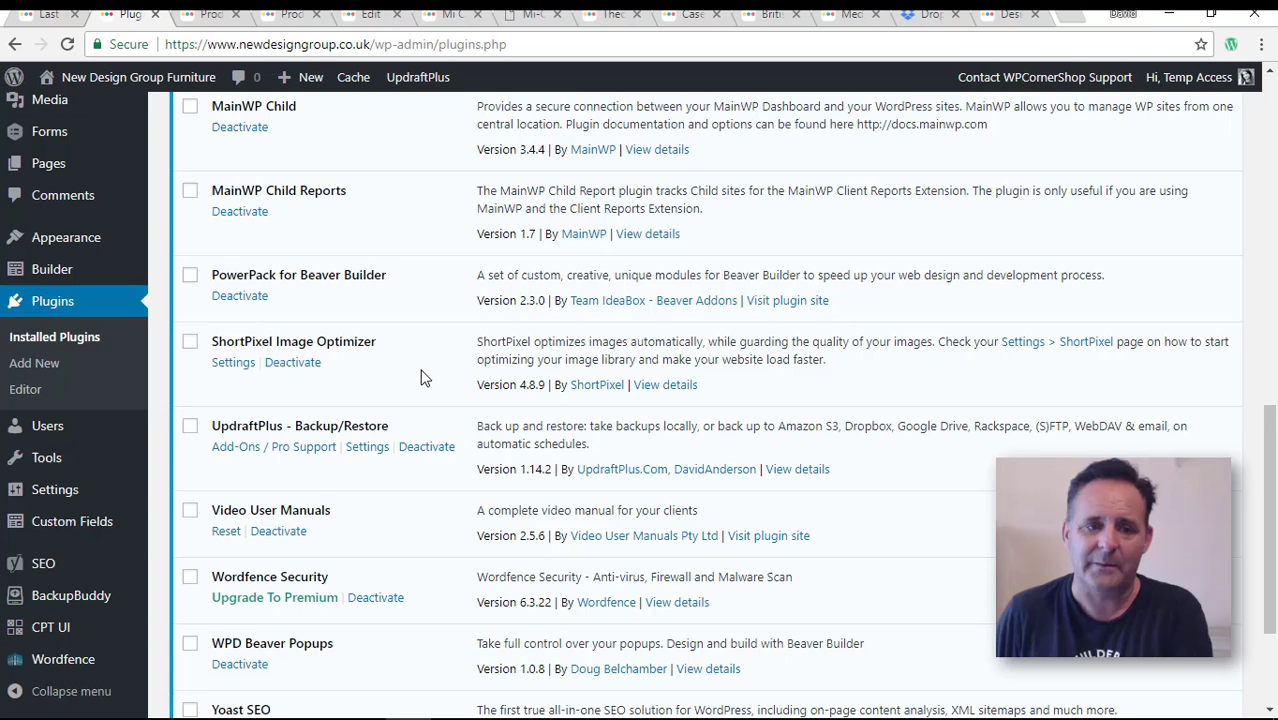 Last
Plug
Prod
Prod
Edit
Mi C
Mi-C
Case
Briti
Med
Drop
Desi
David
Secure https://www.newdesigngroup.co.uk/wp-admin/plugins.php
New Design Group Furniture 0 New Cache UpdraftPlus Contact WPCornerShop Support Hi, Temp Access
Media
Forms
Pages
Comments
Appearance
Builder
Plugins
Installed Plugins
Add New
Editor
Users
Tools
Settings
Custom Fields
SEO
BackupBuddy
CPT UI
Wordfence
Collapse menu
MainWP Child
Deactivate
Provides a secure connection between your MainWP Dashboard and your WordPress sites. MainWP allows you to manage WP sites from one
central location. Plugin documentation and options can be found here http://docs.mainwp.com
Version 3.4.4 | By MainWP | View details
MainWP Child Reports
Deactivate
The MainWP Child Report plugin tracks Child sites for the MainWP Client Reports Extension. The plugin is only useful if you are using
MainWP and the Client Reports Extension.
Version 1.7 | By MainWP | View details
PowerPack for Beaver Builder
Deactivate
A set of custom, creative, unique modules for Beaver Builder to speed up your web design and development process.
Version 2.3.0 | By Team IdeaBox - Beaver Addons | Visit plugin site
ShortPixel Image Optimizer
Settings | Deactivate
ShortPixel optimizes images automatically, while guarding the quality of your images. Check your Settings > ShortPixel page on how to start
optimizing your image library and make your website load faster.
Version 4.8.9 | By ShortPixel | View details
UpdraftPlus - Backup/Restore
Add-Ons / Pro Support | Settings | Deactivate
Back up and restore: take backups locally, or back up to Amazon S3, Dropbox, Google Drive, Rackspace, (S)FTP, WebDAV & email, on
automatic schedules.
Version 1.14.2 | By UpdraftPlus.Com, DavidAnderson | View details
Video User Manuals
Reset | Deactivate
A complete video manual for your clients
Version 2.5.6 | By Video User Manuals Pty Ltd | Visit plugin site
Wordfence Security
Upgrade To Premium | Deactivate
Wordfence Security - Anti-virus, Firewall and Malware Scan
Version 6.3.22 | By Wordfence | View details
WPD Beaver Popups
Deactivate
Take full control over your popups. Design and build with Beaver Builder
Version 1.0.8 | By Doug Belchamber | View details
Yoast SEO
The first true all-in-one SEO solution for WordPress, including on-page content analysis, XML sitemaps and much more.